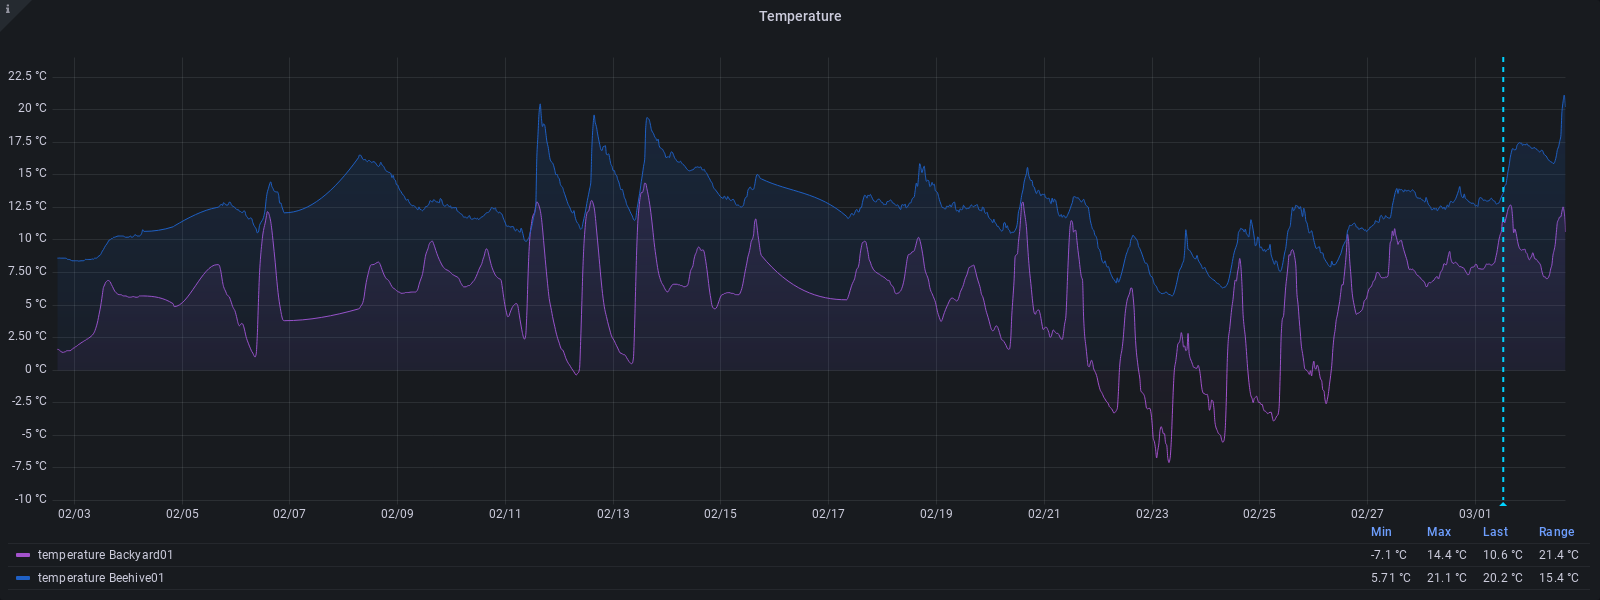 i
Temperature
22.5 °C
20 °C
17.5 °C
15 °C
12.5 °C
10 °C
7.50 °C
5 °C
2.50 °C
0 °C
-2.5 °C
-5 °C
-7.5 °C
-10 °C
02/03 02/05 02/07 02/09 02/11 02/13 02/15 02/17 02/19 02/21 02/23 02/25 02/27 03/01
Min Max Last Range
temperature Backyard01 -7.1 °C 14.4 °C 10.6 °C 21.4 °C
temperature Beehive01 5.71 °C 21.1 °C 20.2 °C 15.4 °C